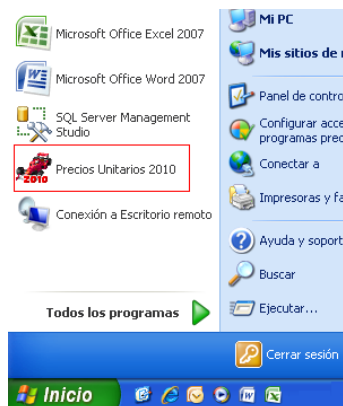 Microsoft Office Excel 2007
Microsoft Office Word 2007
SQL Server Management
Studio
2010
Precios Unitarios 2010
Conexión a Escritorio remoto
Todos los programas
Mi PC
Mis sitios de
Panel de contro
Configurar acce
programas pred
Conectar a
Impresoras y fa
Ayuda y soport
Buscar
Ejecutar...
Cerrar sesión
Inicio